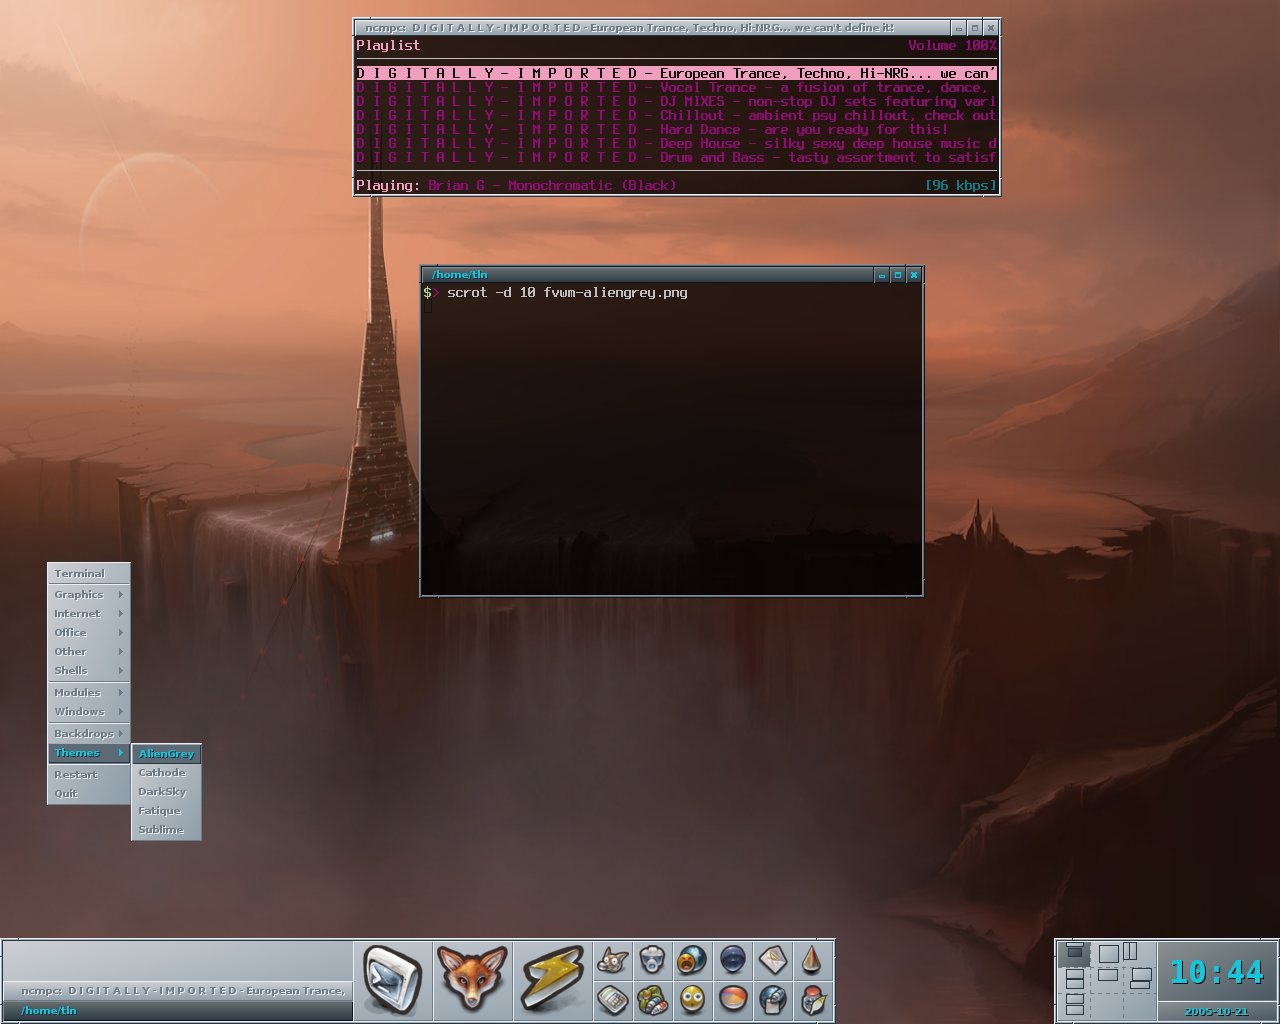 ncmpc: D I G I T A L L Y - I M P O R T E D - European Trance, Techno, Hi-NRG... we can't define it!
Playlist Volume 100%
D I G I T A L L Y - I M P O R T E D - European Trance, Techno, Hi-NRG... we can'
D I G I T A L L Y - I M P O R T E D - Vocal Trance - a fusion of trance, dance,
D I G I T A L L Y - I M P O R T E D - DJ MIXES - non-stop DJ sets featuring vari
D I G I T A L L Y - I M P O R T E D - Chillout - ambient psy chillout, check out
D I G I T A L L Y - I M P O R T E D - Hard Dance - are you ready for this!
D I G I T A L L Y - I M P O R T E D - Deep House - silky sexy deep house music d
D I G I T A L L Y - I M P O R T E D - Drum and Bass - tasty assortment to satisf
Playing: Brian G - Monochromatic (Black) [96 kbps]
/home/tln
$> scrot -d 10 fvwm-aliengrey.png
Terminal
Graphics
Internet
Office
Other
Shells
Modules
Windows
Backdrops
Themes
Restart
Quit
AlienGrey
Cathode
DarkSky
Fatique
Sublime
ncmpc: D I G I T A L L Y - I M P O R T E D - European Trance,
/home/tln
10:44
2005-10-21